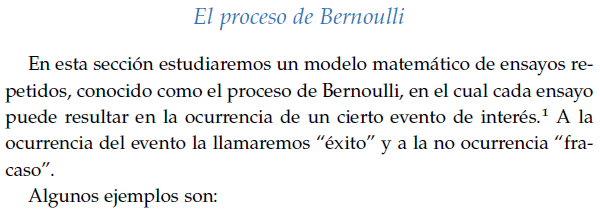 El proceso de Bernoulli
En esta sección estudiaremos un modelo matemático de ensayos re-
petidos, conocido como el proceso de Bernoulli, en el cual cada ensayo
puede resultar en la ocurrencia de un cierto evento de interés.¹ A la
ocurrencia del evento la llamaremos “éxito” y a la no ocurrencia “fra-
caso”.
Algunos ejemplos son: